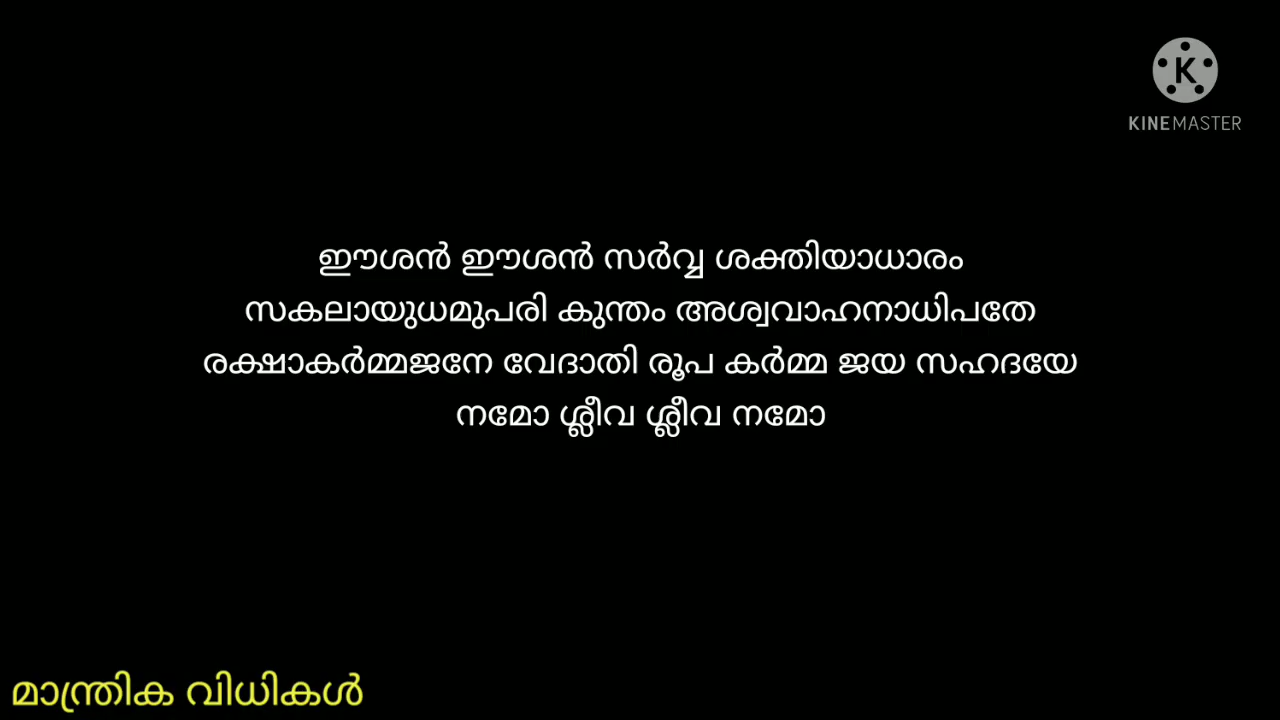 KINEMASTER
ഈശൻ ഈശൻ സർവ്വ ശക്തിയാധാരം
സകലായുധമുപരി കുന്തം അശ്വവാഹനാധിപതേ
രക്ഷാകർമ്മജനേ വേദാതി രൂപ കർമ്മ ജയ സഹദയേ
നമോ ശ്ലീവ ശ്ലീവ നമോ
മാന്ത്രിക വിധികൾ